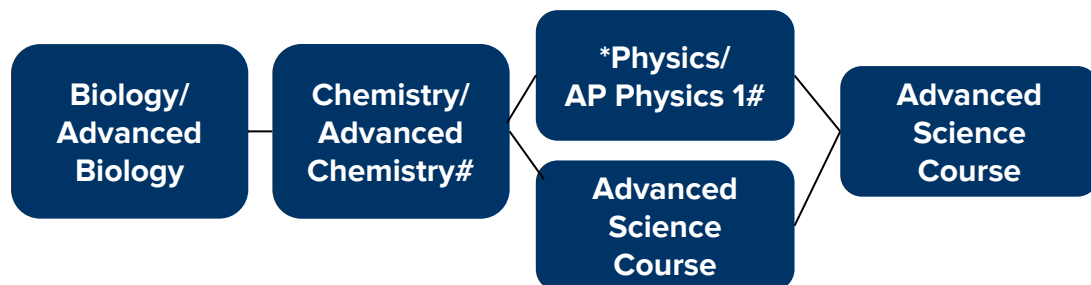 Biology/
Advanced
Biology
Chemistry/
Advanced
Chemistry#
*Physics/
AP Physics 1#
Advanced
Science
Course
Advanced
Science
Course